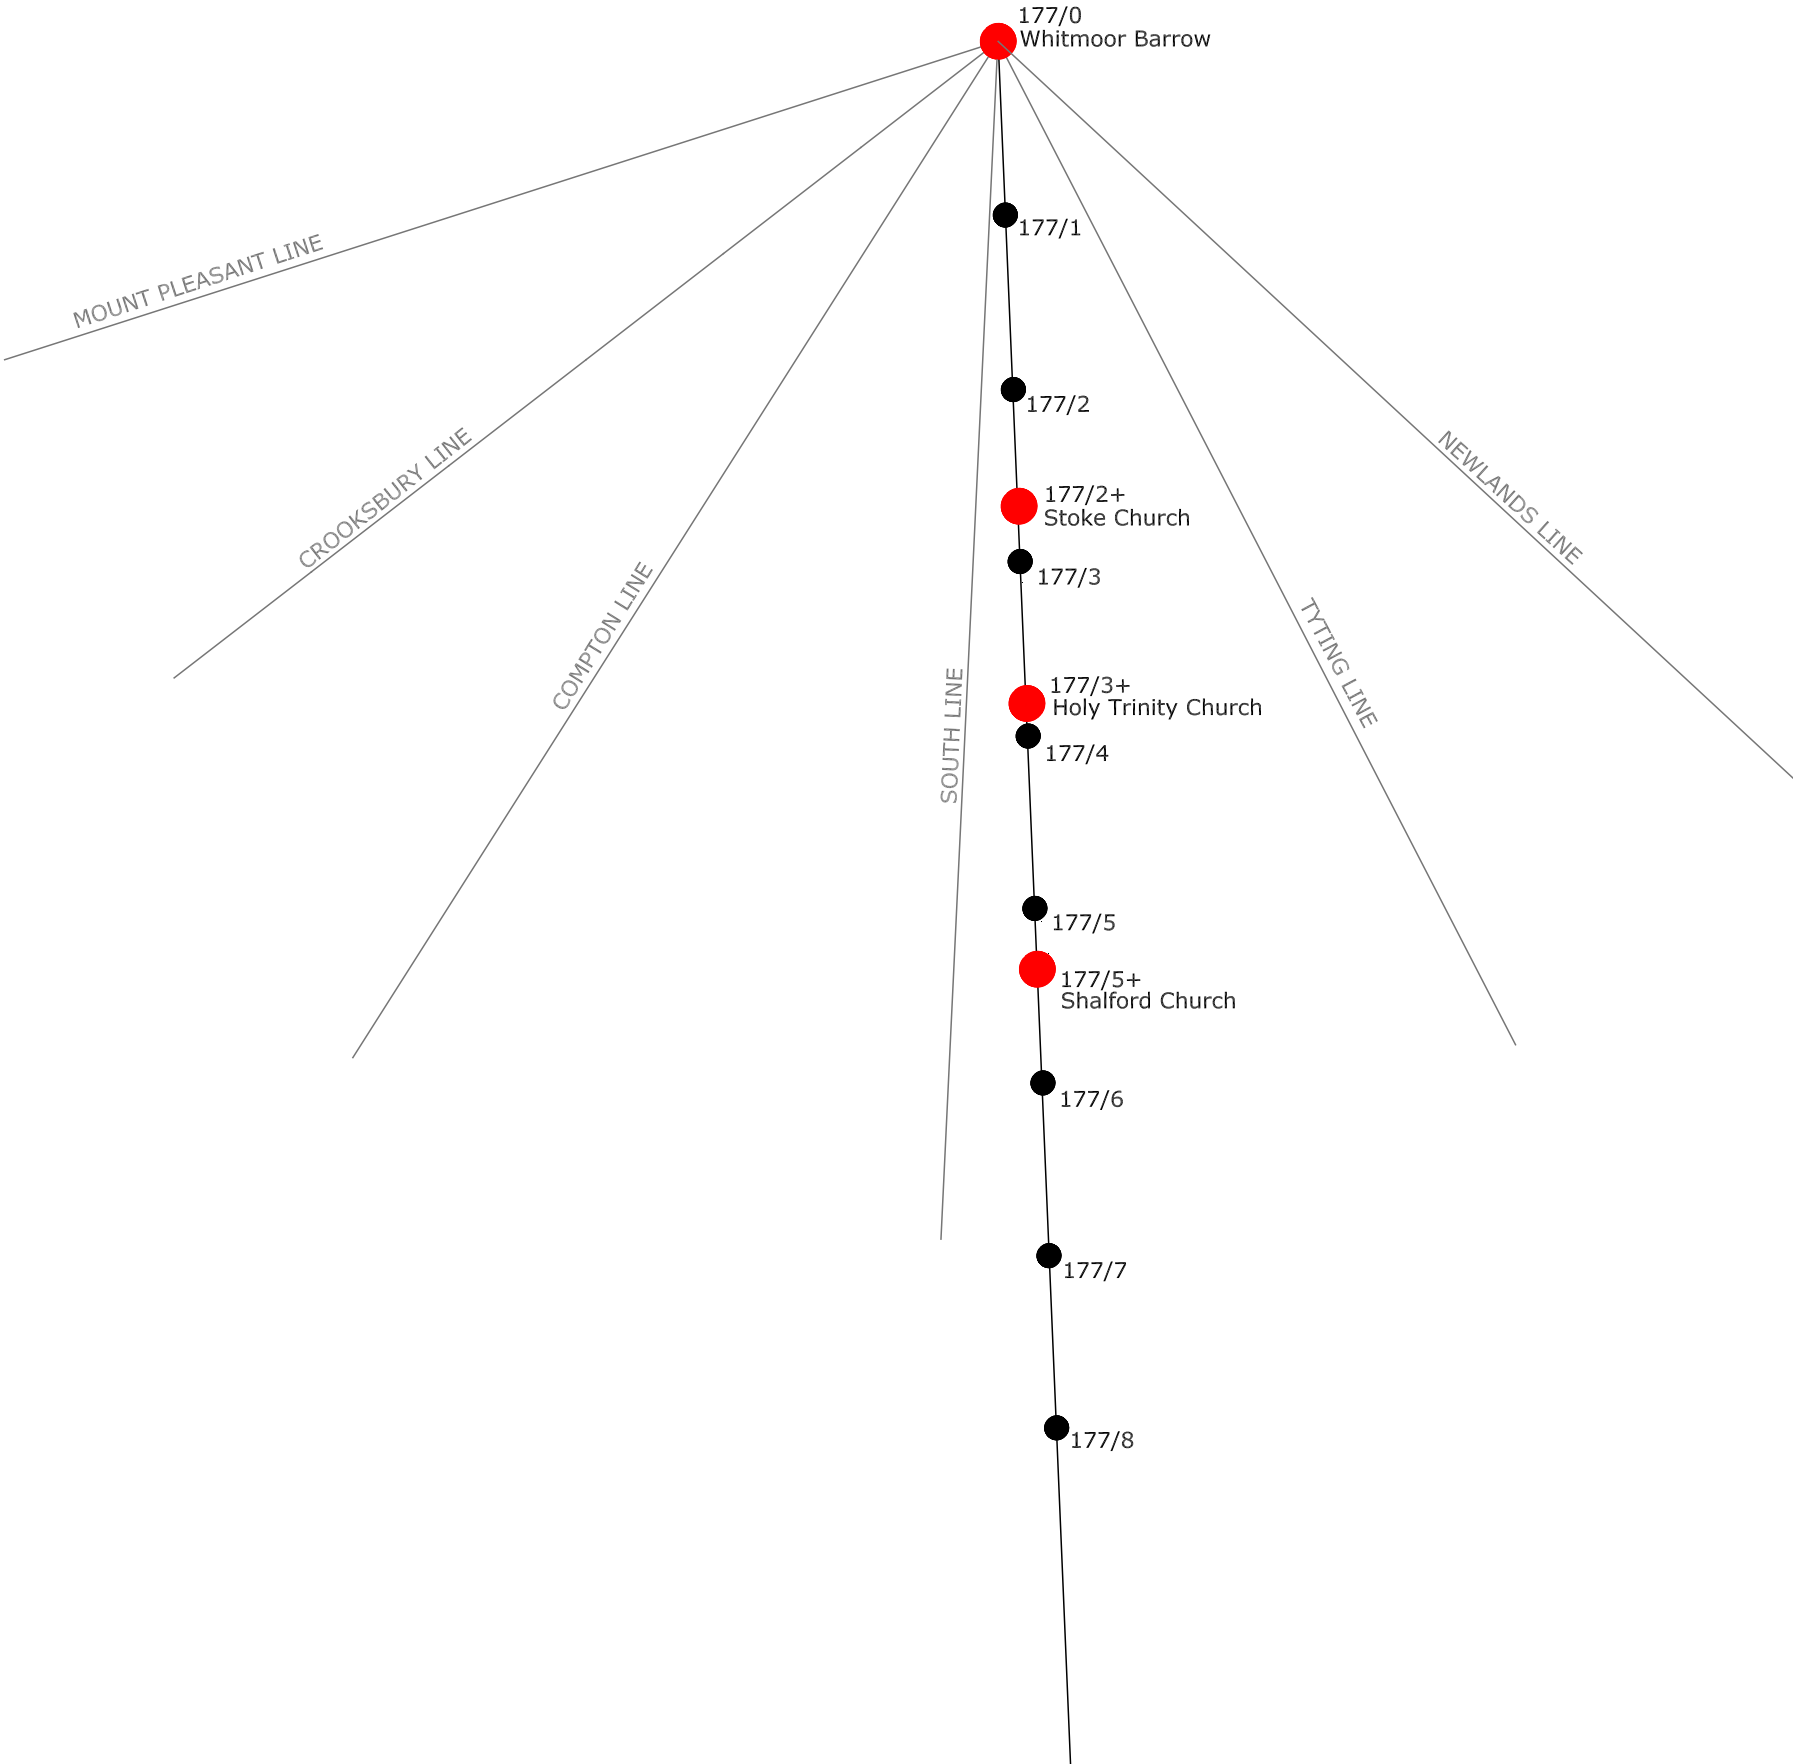 177/0
Whitmoor Barrow
177/1
MOUNT PLEASANT LINE
177/2
CROOKSBURY LINE
NEWLANDS LINE
177/2+
Stoke Church
177/3
COMPTON LINE
TYTING LINE
177/3+
Holy Trinity Church
SOUTH LINE
177/4
177/5
177/5+
Shalford Church
177/6
177/7
177/8